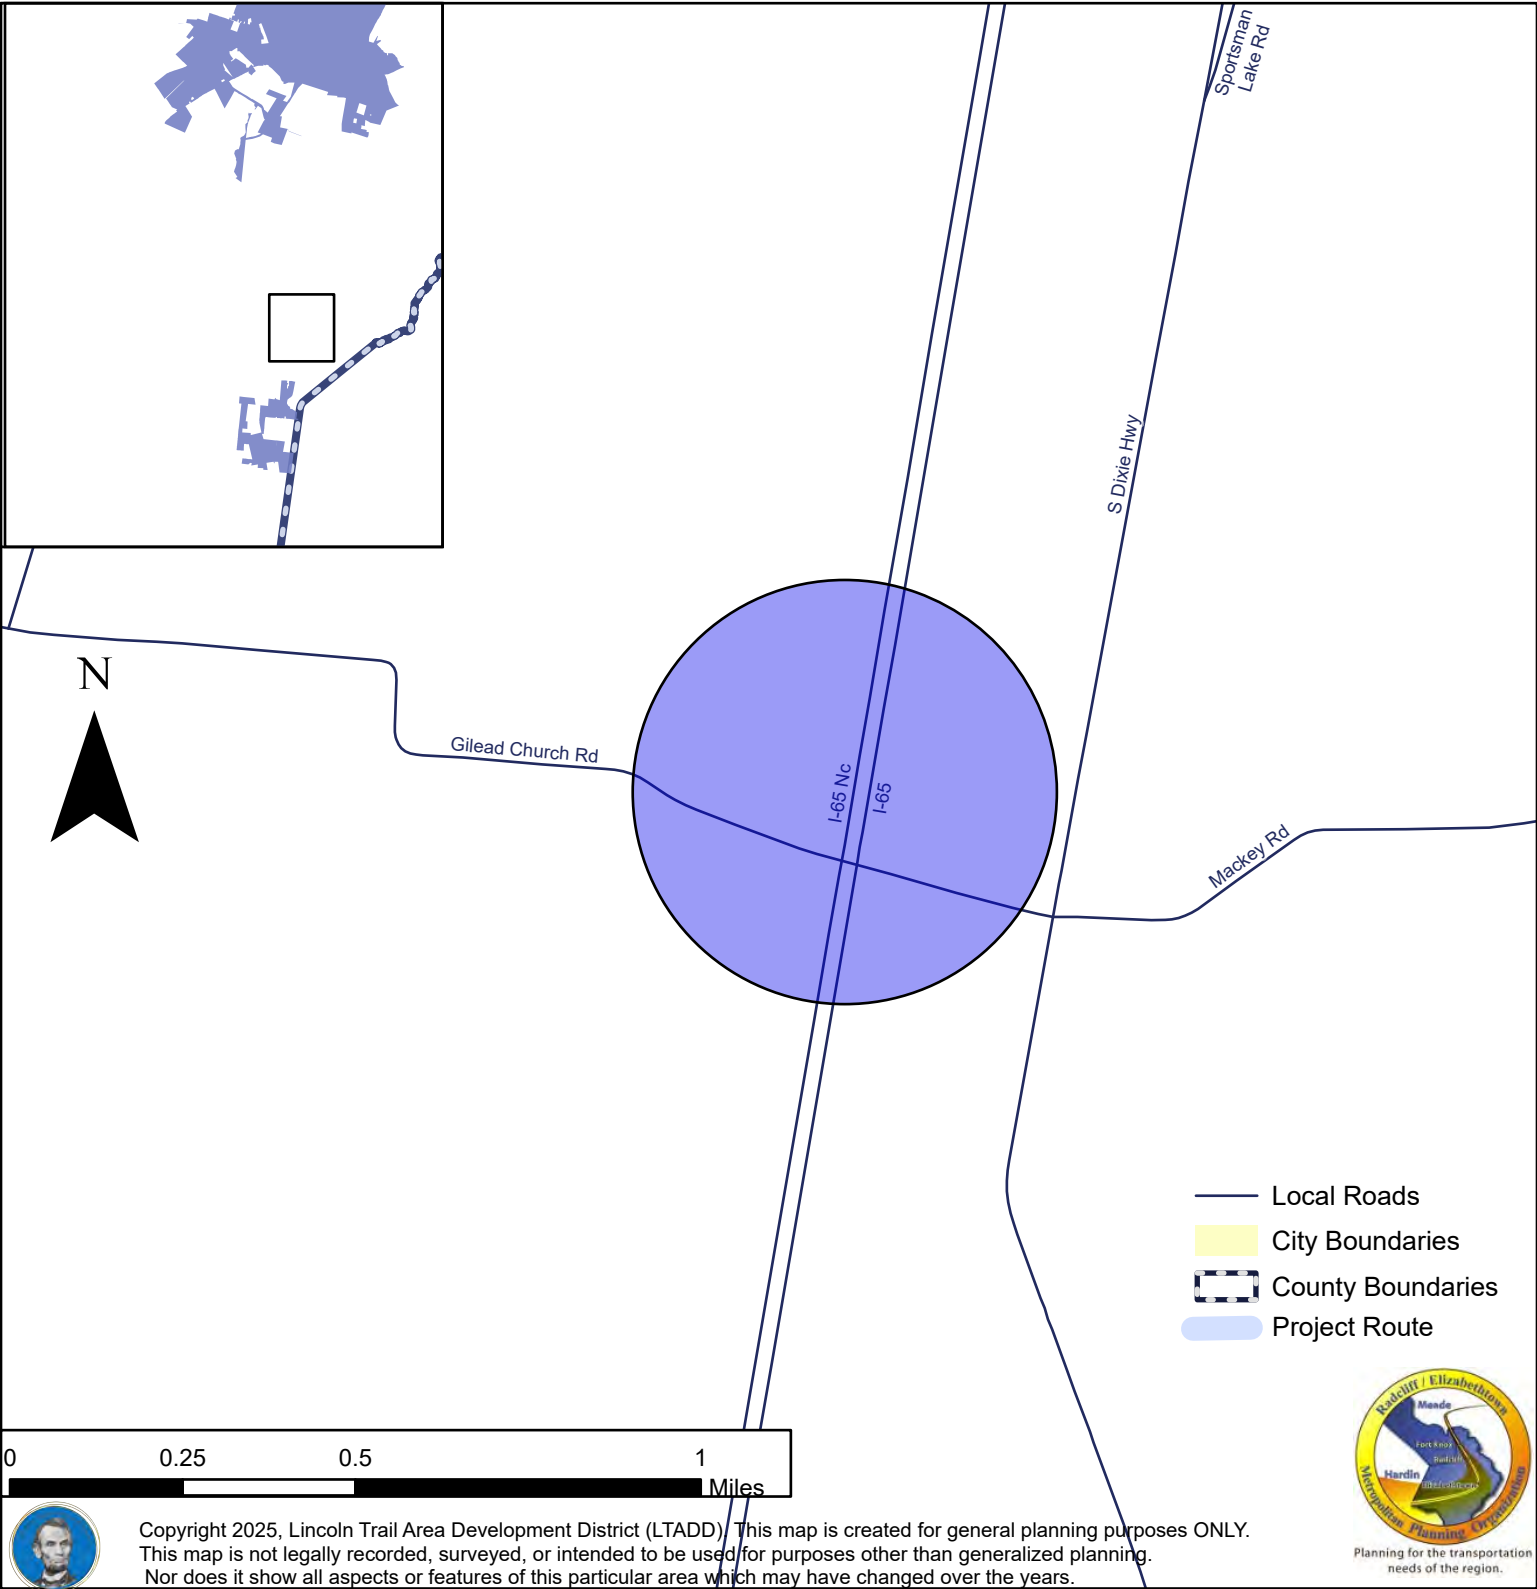 Sportsman
Lake Rd
S Dixie Hwy
N
Gilead Church Rd
I-65 Nc
I-65
Mackey Rd
Local Roads
City Boundaries
County Boundaries
Project Route
0 0.25 0.5 1
Miles
Radcliff / Elizabethtown
Meade
Fort Knox
Radcliff
Hardin
Elizabethtown
Metropolitan Planning Organization
Planning for the transportation
needs of the region.
Copyright 2025, Lincoln Trail Area Development District (LTADD). This map is created for general planning purposes ONLY.
This map is not legally recorded, surveyed, or intended to be used for purposes other than generalized planning.
Nor does it show all aspects or features of this particular area which may have changed over the years.